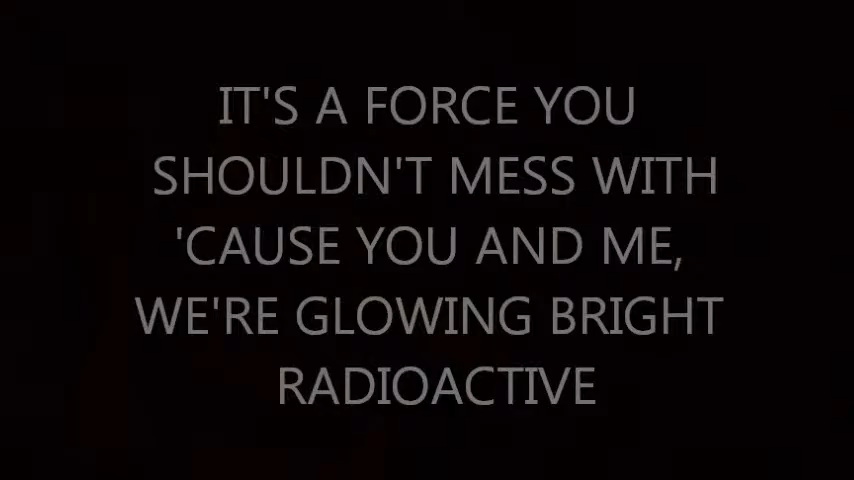 IT'S A FORCE YOU
SHOULDN'T MESS WITH
'CAUSE YOU AND ME,
WE'RE GLOWING BRIGHT
RADIOACTIVE